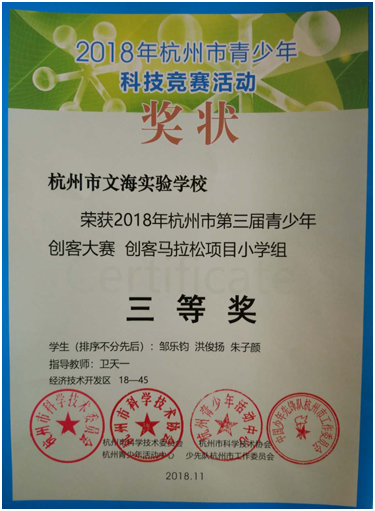 2018年杭州市青少年
科技竞赛活动
奖状
杭州市文海实验学校
荣获2018年杭州市第三届青少年
创客大赛 创客马拉松项目小学组
certificate
三等奖
学生（排序不分先后）：邹乐钧 洪俊扬 朱子颜
指导教师：卫天一
经济技术开发区 18—45
杭州市科学技术委员会
杭州市科学技术协会
杭州青少年活动中心
中国少年先锋队杭州市工作委员会
杭州市科学技术委员会 杭州市科学技术协会
杭州青少年活动中心 少先队杭州市工作委员会
2018.11